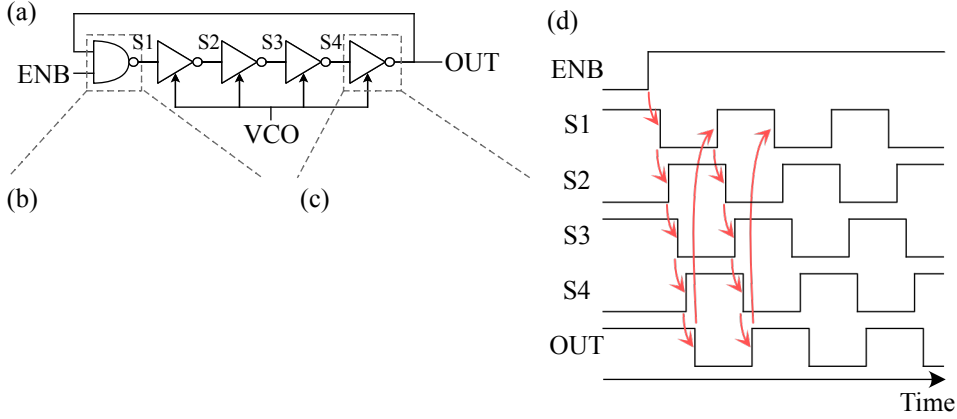 (a)
S1 S2 S3 S4
ENB
OUT
VCO
(b)
(c)
(d)
ENB
S1
S2
S3
S4
OUT
Time